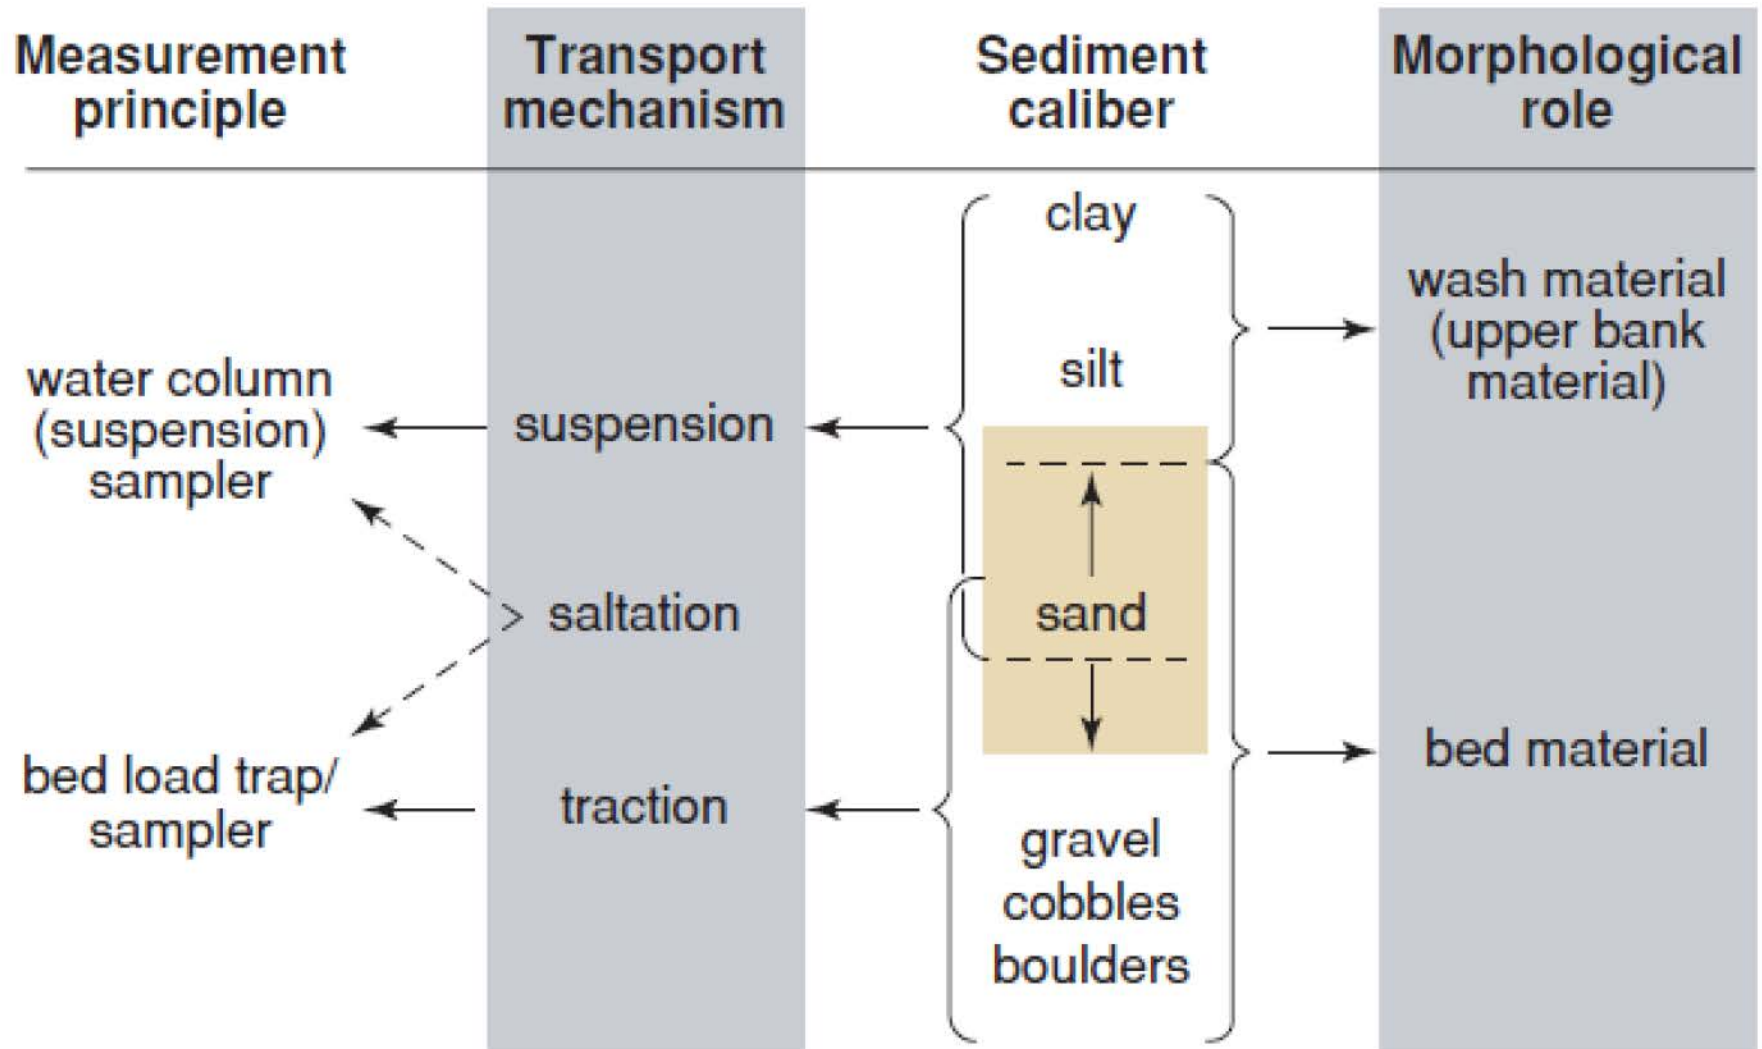 Measurement
principle
Transport
mechanism
Sediment
caliber
Morphological
role
clay
wash material
(upper bank
material)
silt
water column
(suspension)
sampler
suspension
saltation
sand
bed load trap/
sampler
traction
bed material
gravel
cobbles
boulders